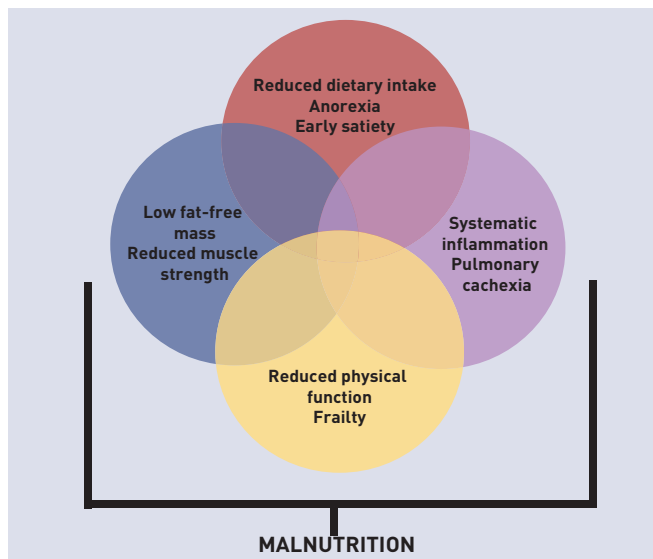 Reduced dietary intake
Anorexia
Early satiety
Low fat-free
mass
Reduced muscle
strength
Systematic
inflammation
Pulmonary
cachexia
Reduced physical
function
Frailty
MALNUTRITION